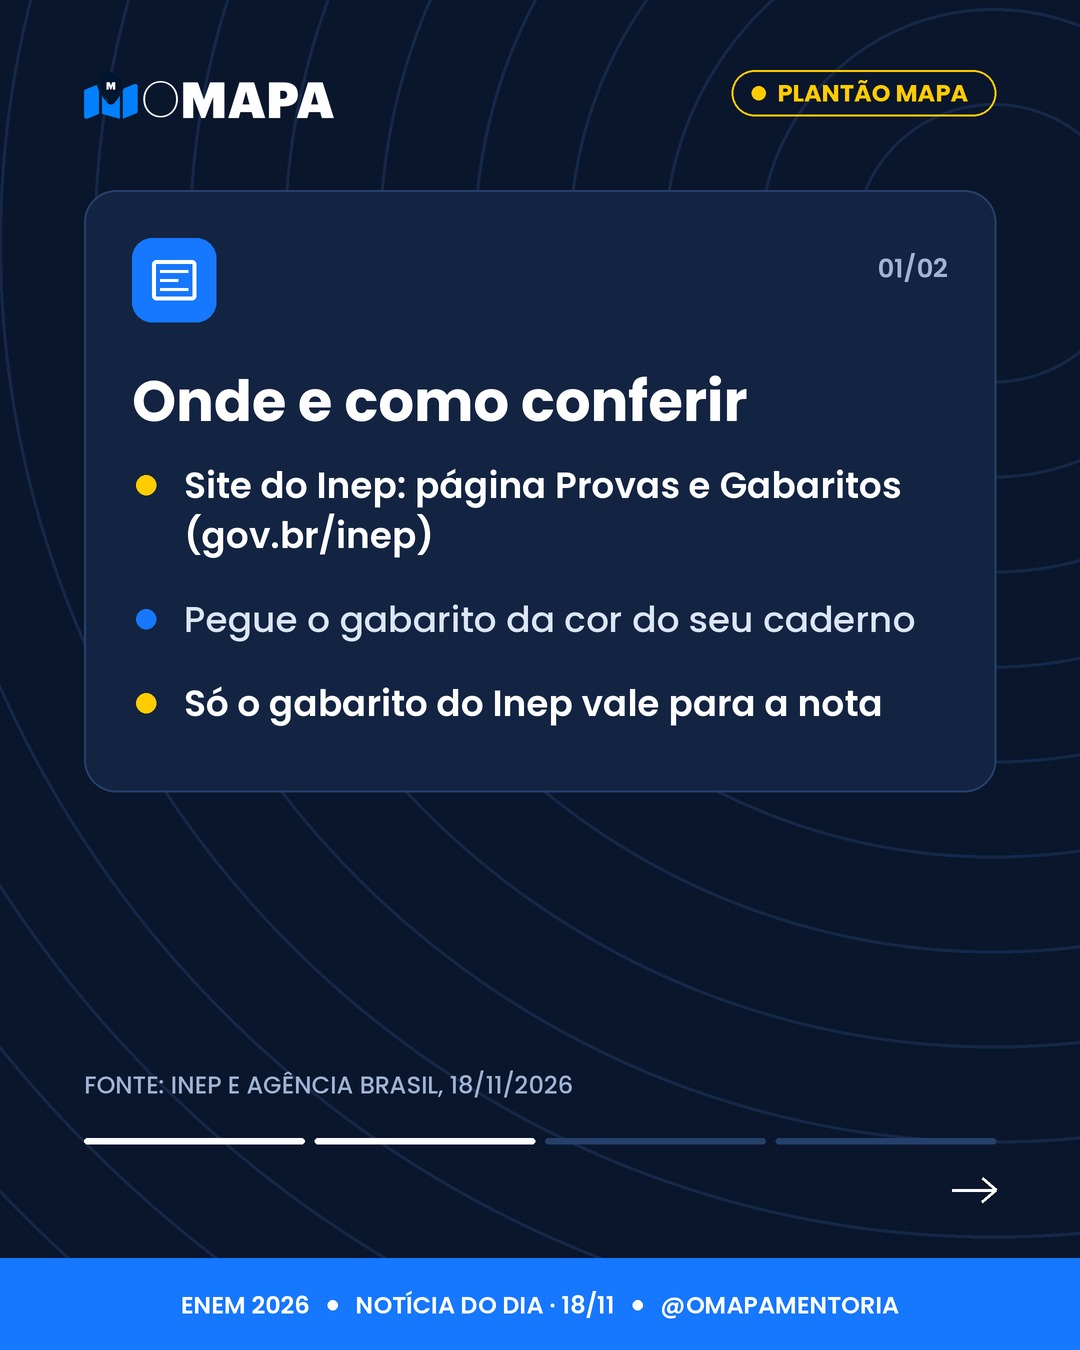 M
OMAPA
PLANTÃO MAPA
01/02
Onde e como conferir
Site do Inep: página Provas e Gabaritos
(gov.br/inep)
Pegue o gabarito da cor do seu caderno
Só o gabarito do Inep vale para a nota
FONTE: INEP E AGÊNCIA BRASIL, 18/11/2026
ENEM 2026 • NOTÍCIA DO DIA · 18/11 • @OMAPAMENTORIA